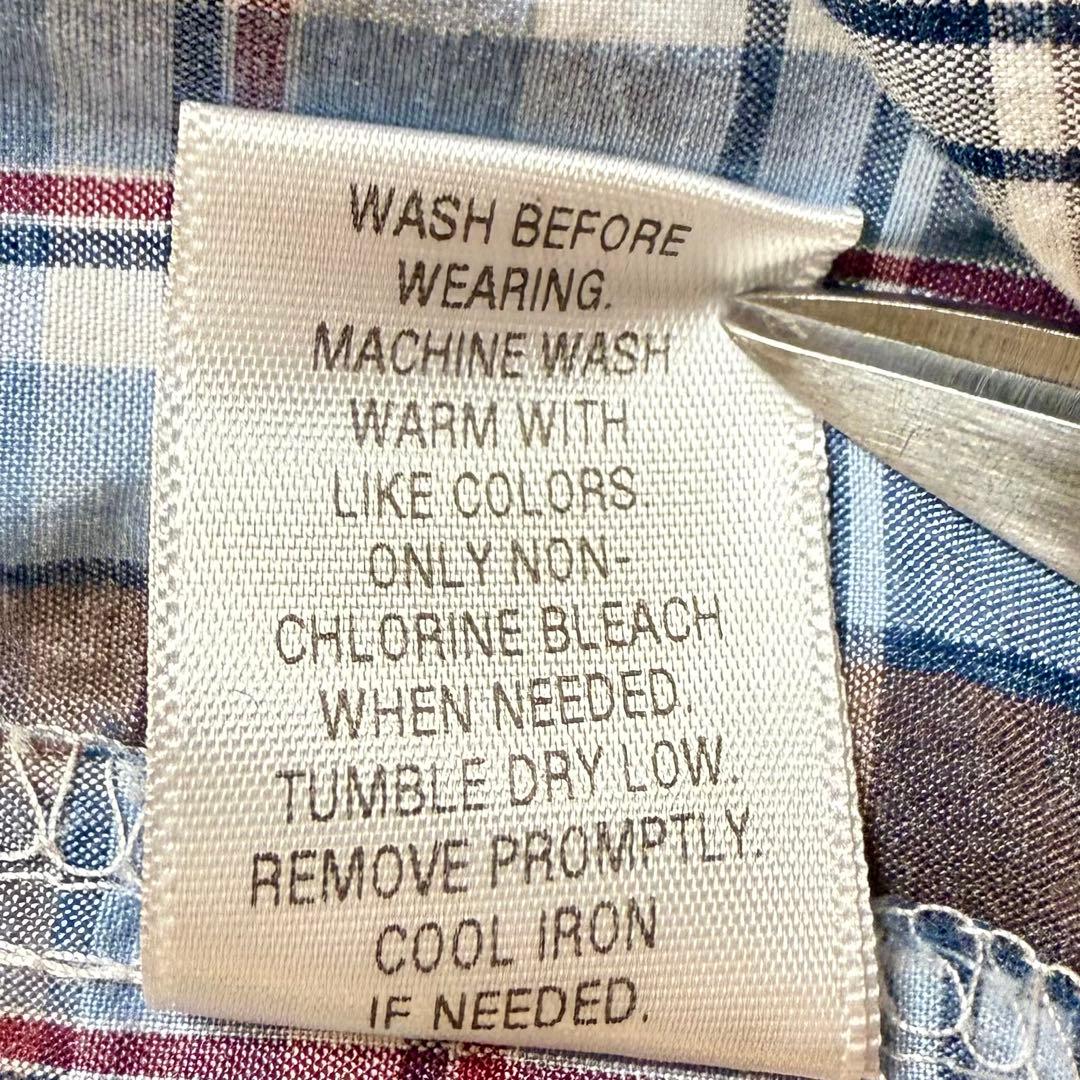 WASH BEFORE
WEARING.
MACHINE WASH
WARM WITH
LIKE COLORS.
ONLY NON-
CHLORINE BLEACH
WHEN NEEDED.
TUMBLE DRY LOW.
REMOVE PROMPTLY.
COOL IRON
IF NEEDED.